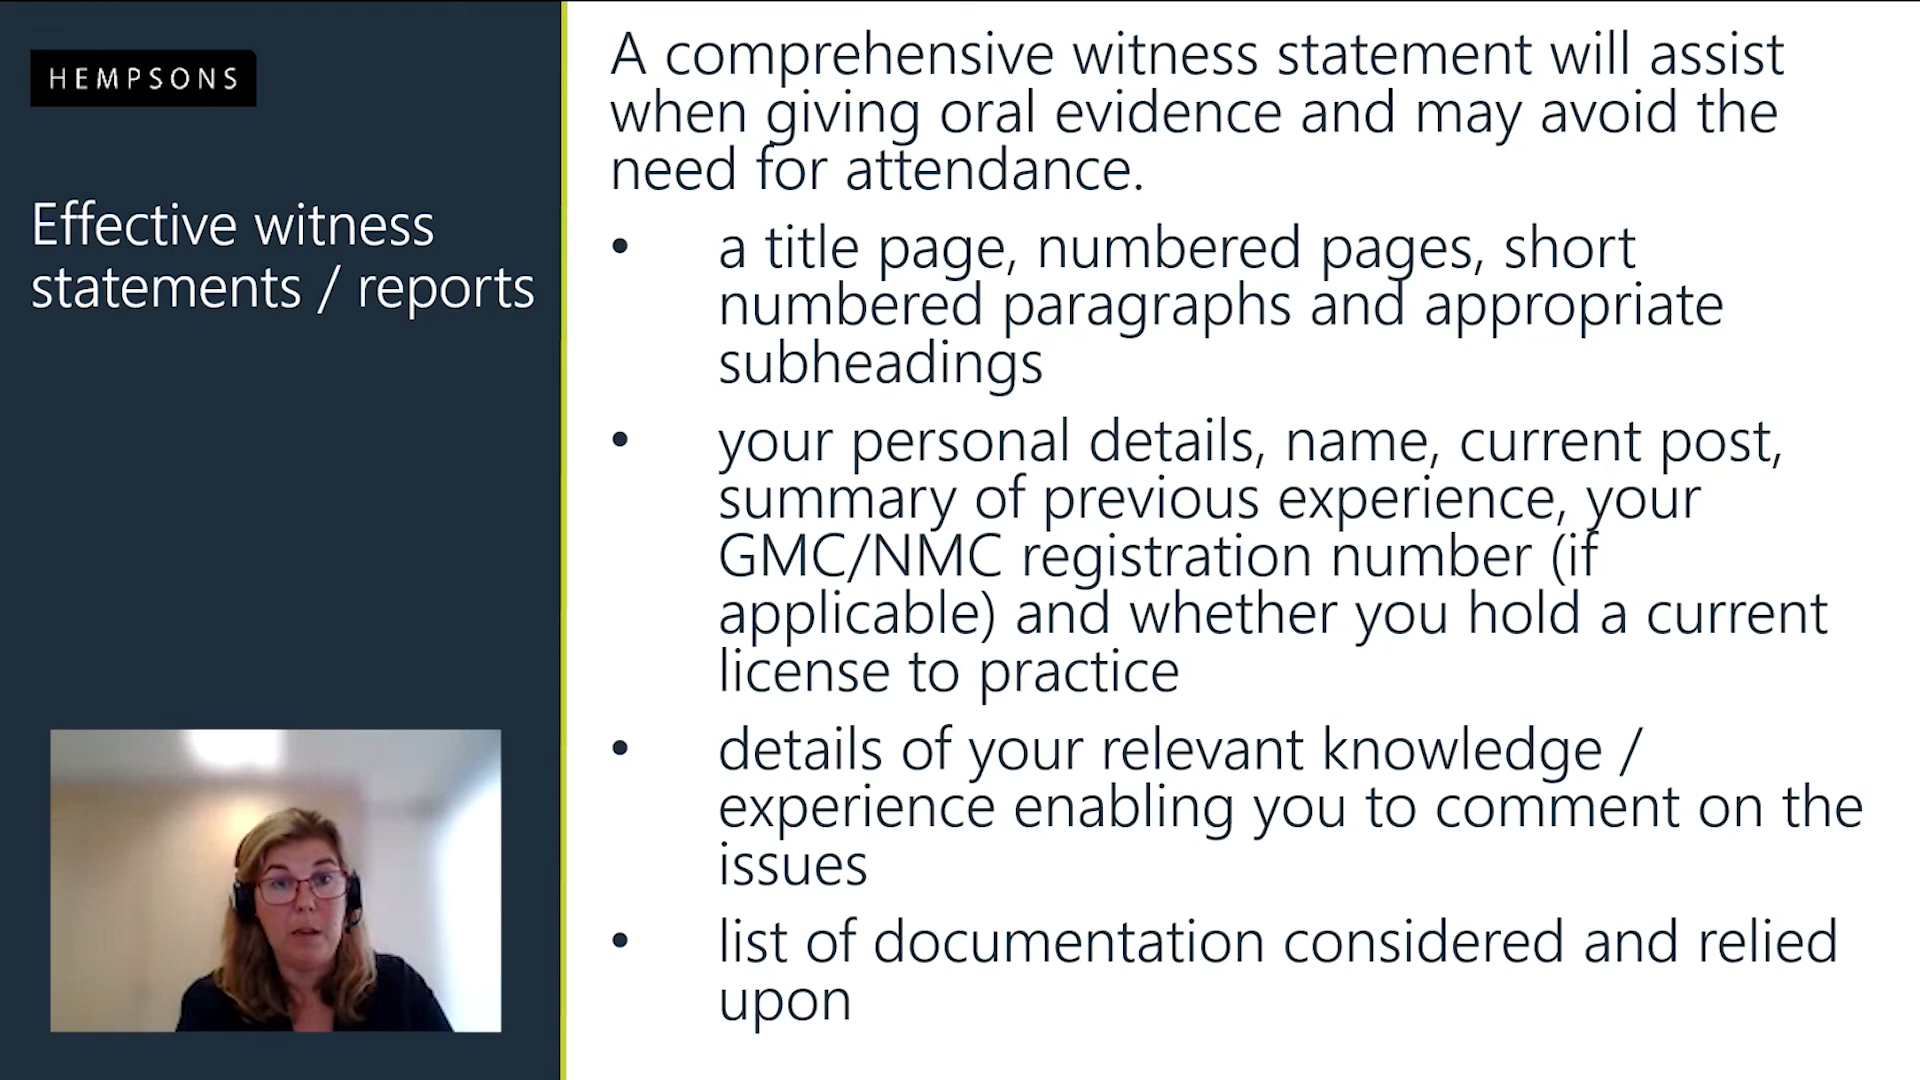 HEMPSONS
Effective witness
statements / reports
A comprehensive witness statement will assist
when giving oral evidence and may avoid the
need for attendance.
• a title page, numbered pages, short
numbered paragraphs and appropriate
subheadings
• your personal details, name, current post,
summary of previous experience, your
GMC/NMC registration number (if
applicable) and whether you hold a current
license to practice
• details of your relevant knowledge /
experience enabling you to comment on the
issues
• list of documentation considered and relied
upon